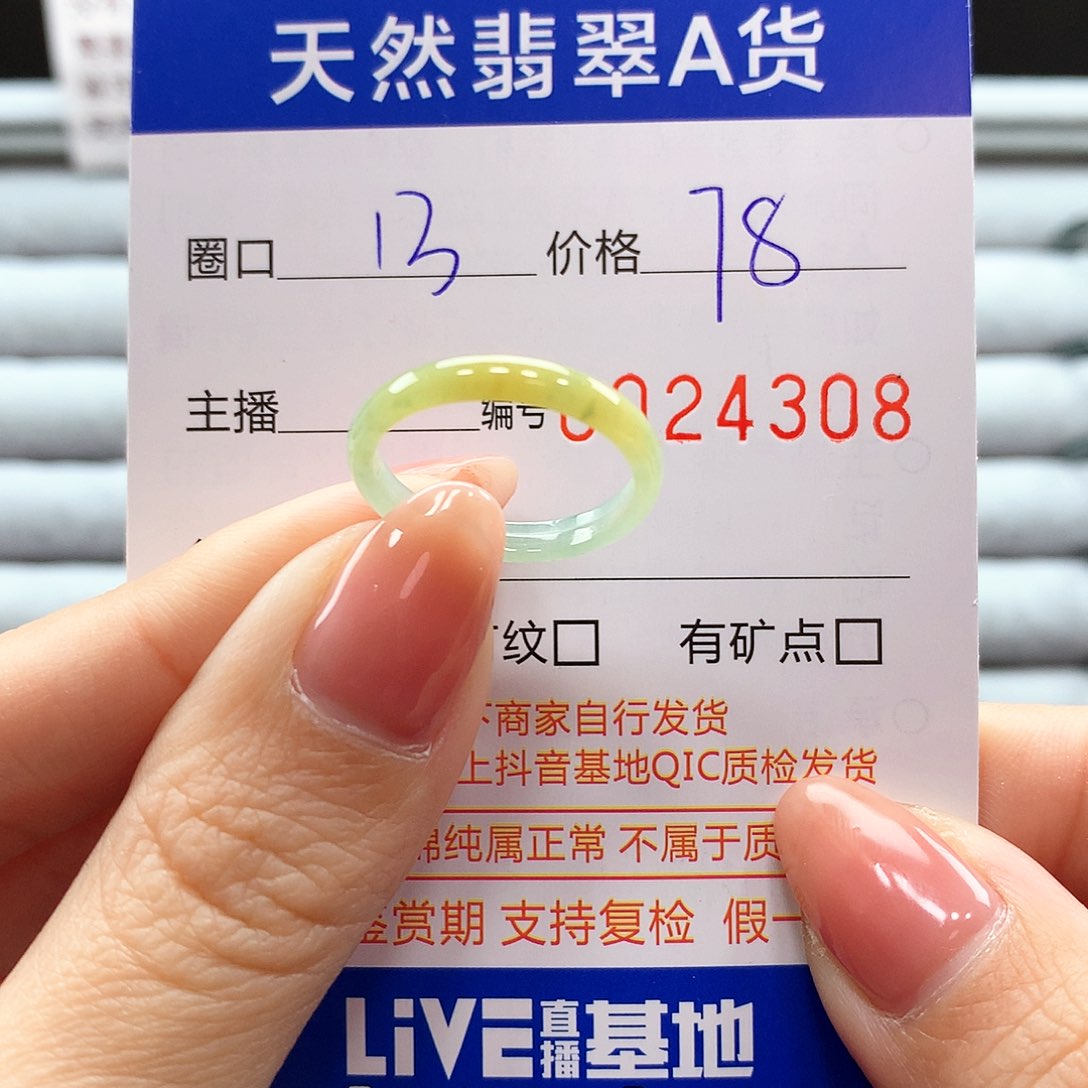 天然翡翠A货
圈口 13 价格 78
主播 编号 024308
纹□ 有矿点□
商家自行发货
上抖音基地QIC质检发货
纯属正常 不属于质
鉴赏期 支持复检 假一
LiVE直播基地